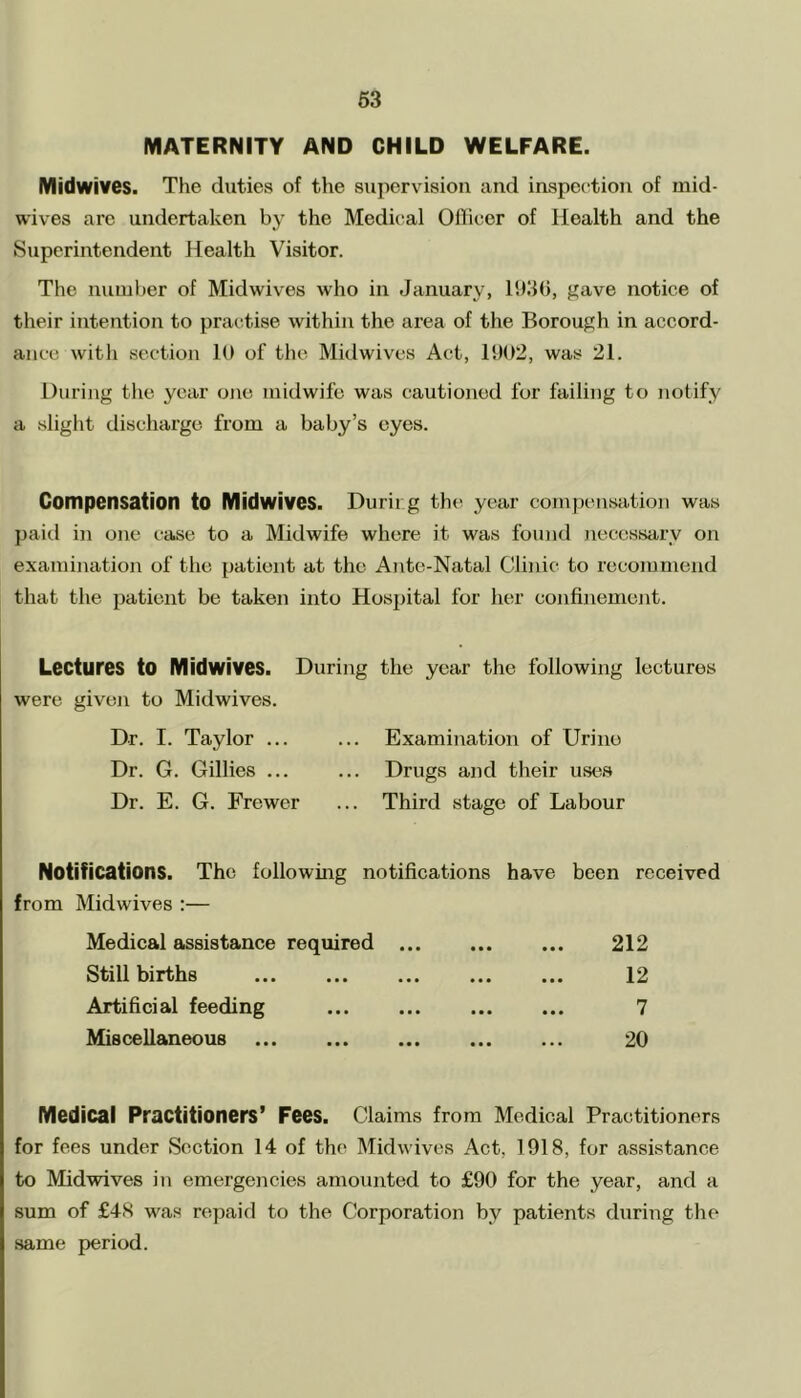 53
MATERNITY AND CHILD WELFARE.
Midwives. The duties of the supervision and inspection of mid-
wives are undertaken by the Medical Officer of Health and the
Superintendent Health Visitor.
The number of Midwives who in January, 1936, gave notice of
their intention to practise within the area of the Borough in accord-
ance with section 10 of the Midwives Act, 1902, was 21.
During the year one midwife was cautioned for failing to notify
a slight discharge from a baby's eyes.
Compensation to Midwives. During the year compensation was
paid in one case to a Midwife where it was found necessary on
examination of the patient at the Ante-Natal Clinic to recommend
that the patient be taken into Hospital for her confinement.
Lectures to Midwives. During the year the following lectures
were given to Midwives.
Dr. I. Taylor ... ... Examination of Urine
Dr. G. Gillies ... ... Drugs and their uses
Dr. E. G. Frewer ... Third stage of Labour
Notifications. The following notifications have been received
from Midwives :—
Medical assistance required ... ... ... 212
Still births ... ... ... ... ... 12
Artificial feeding ... ... ... ... 7
Miscellaneous ... ... ... ... ... 20
Medical Practitioners' Fees. Claims from Medical Practitioners
for fees under Section 14 of the Midwives Act, 1918, for assistance
to Midwives in emergencies amounted to £90 for the year, and a
sum of £48 was repaid to the Corporation by patients during the
same period.